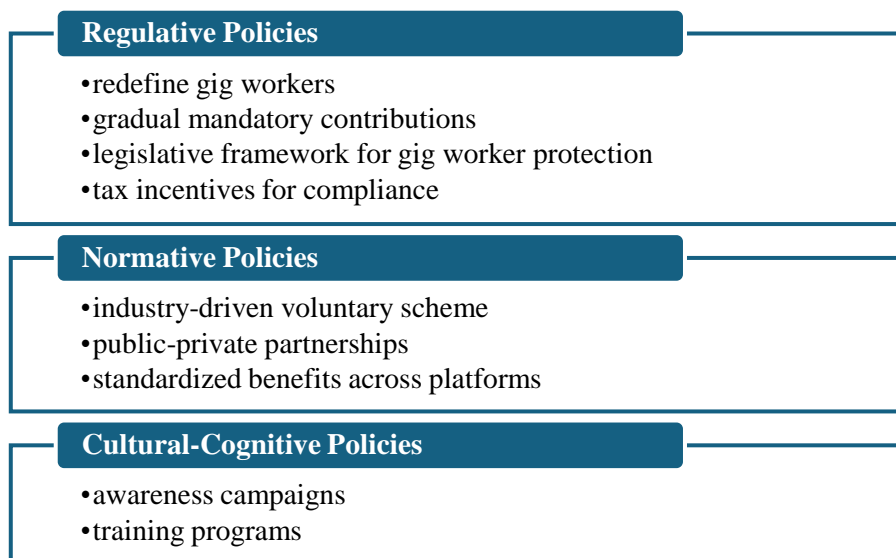 Regulative Policies
•redefine gig workers
•gradual mandatory contributions
•legislative framework for gig worker protection
•tax incentives for compliance
Normative Policies
•industry-driven voluntary scheme
•public-private partnerships
•standardized benefits across platforms
Cultural-Cognitive Policies
•awareness campaigns
•training programs